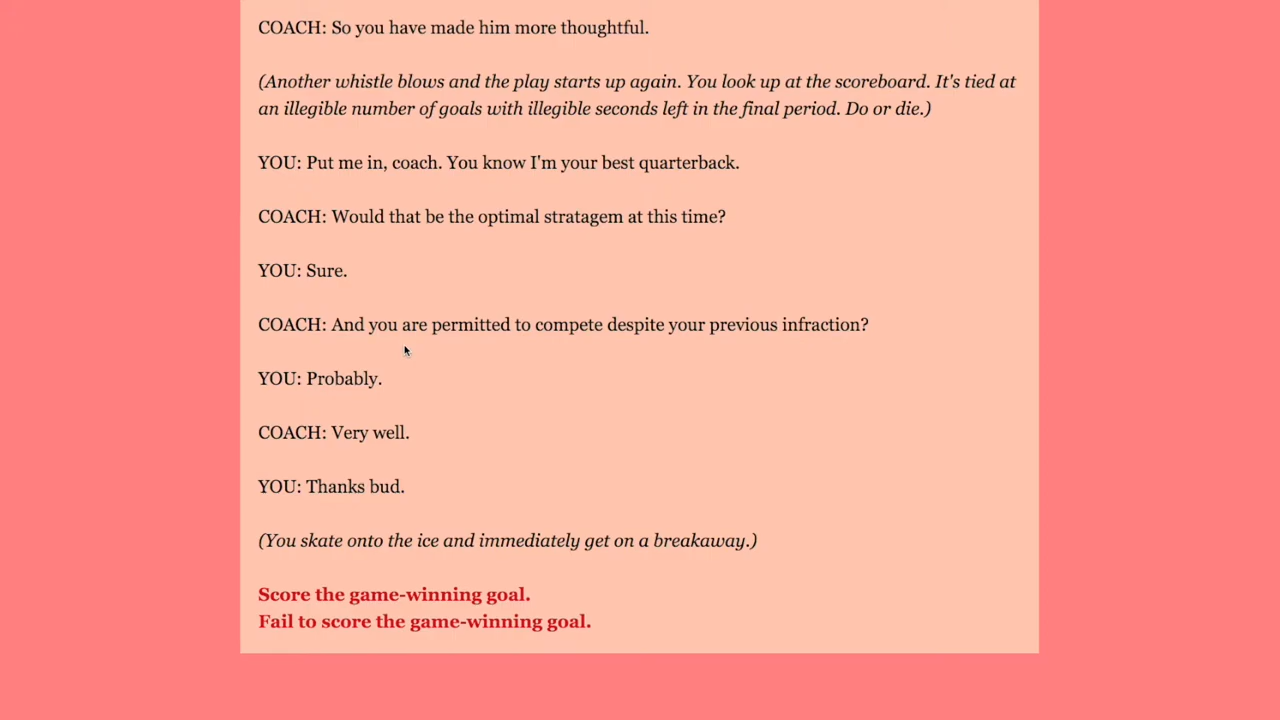 COACH: So you have made him more thoughtful.
(Another whistle blows and the play starts up again. You look up at the scoreboard. It's tied at
an illegible number of goals with illegible seconds left in the final period. Do or die.)
YOU: Put me in, coach. You know I'm your best quarterback.
COACH: Would that be the optimal stratagem at this time?
YOU: Sure.
COACH: And you are permitted to compete despite your previous infraction?
YOU: Probably.
COACH: Very well.
YOU: Thanks bud.
(You skate onto the ice and immediately get on a breakaway.)
Score the game-winning goal.
Fail to score the game-winning goal.